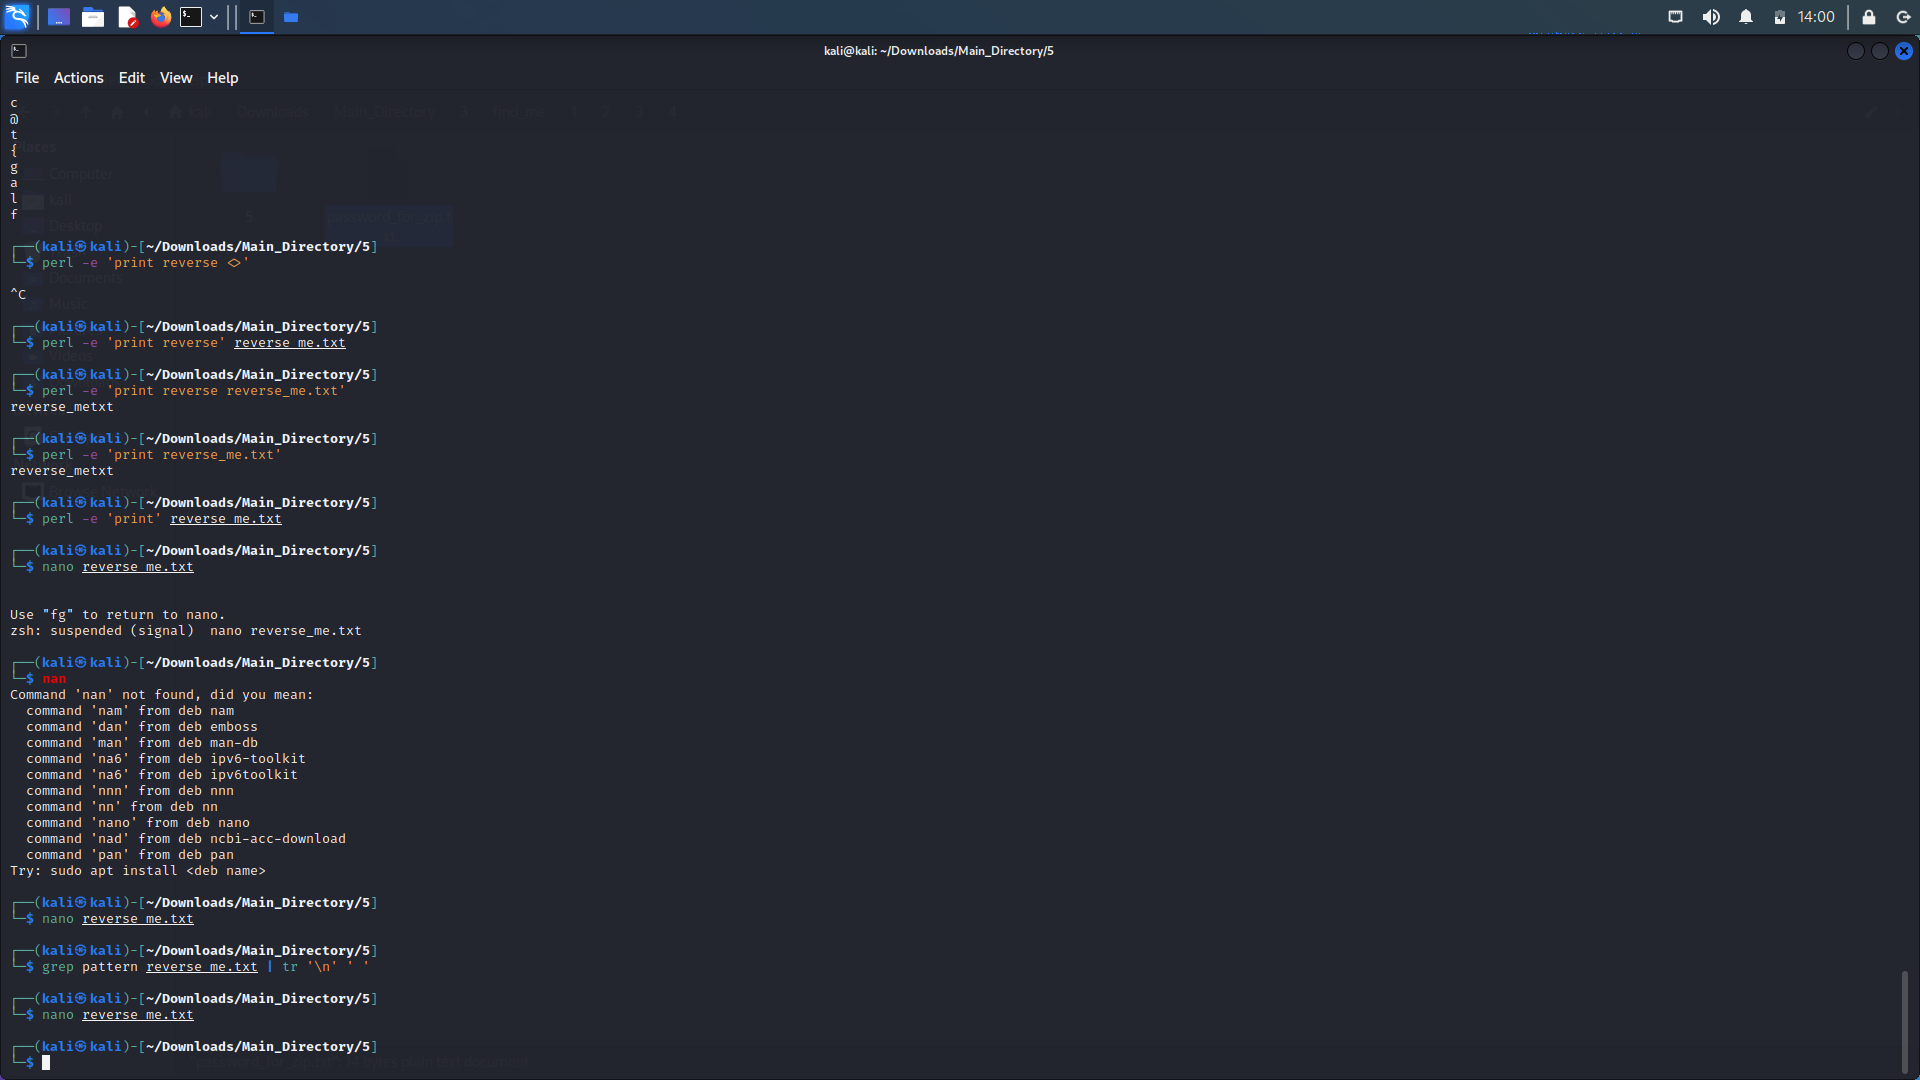 14:00
kali@kali: ~/Downloads/Main_Directory/5
File Actions Edit View Help
c
@
t
{
g
a
l
f
┌──(kali㉿kali)-[~/Downloads/Main_Directory/5]
└─$ perl -e 'print reverse <>'
^C
┌──(kali㉿kali)-[~/Downloads/Main_Directory/5]
└─$ perl -e 'print reverse' reverse_me.txt
┌──(kali㉿kali)-[~/Downloads/Main_Directory/5]
└─$ perl -e 'print reverse reverse_me.txt'
reverse_metxt
┌──(kali㉿kali)-[~/Downloads/Main_Directory/5]
└─$ perl -e 'print reverse_me.txt'
reverse_metxt
┌──(kali㉿kali)-[~/Downloads/Main_Directory/5]
└─$ perl -e 'print' reverse_me.txt
┌──(kali㉿kali)-[~/Downloads/Main_Directory/5]
└─$ nano reverse_me.txt
Use "fg" to return to nano.
zsh: suspended (signal)  nano reverse_me.txt
┌──(kali㉿kali)-[~/Downloads/Main_Directory/5]
└─$ nan
Command 'nan' not found, did you mean:
  command 'nam' from deb nam
  command 'dan' from deb emboss
  command 'man' from deb man-db
  command 'na6' from deb ipv6-toolkit
  command 'na6' from deb ipv6toolkit
  command 'nnn' from deb nnn
  command 'nn' from deb nn
  command 'nano' from deb nano
  command 'nad' from deb ncbi-acc-download
  command 'pan' from deb pan
Try: sudo apt install <deb name>
┌──(kali㉿kali)-[~/Downloads/Main_Directory/5]
└─$ nano reverse_me.txt
┌──(kali㉿kali)-[~/Downloads/Main_Directory/5]
└─$ grep pattern reverse_me.txt | tr '\n' ' '
┌──(kali㉿kali)-[~/Downloads/Main_Directory/5]
└─$ nano reverse_me.txt
┌──(kali㉿kali)-[~/Downloads/Main_Directory/5]
└─$